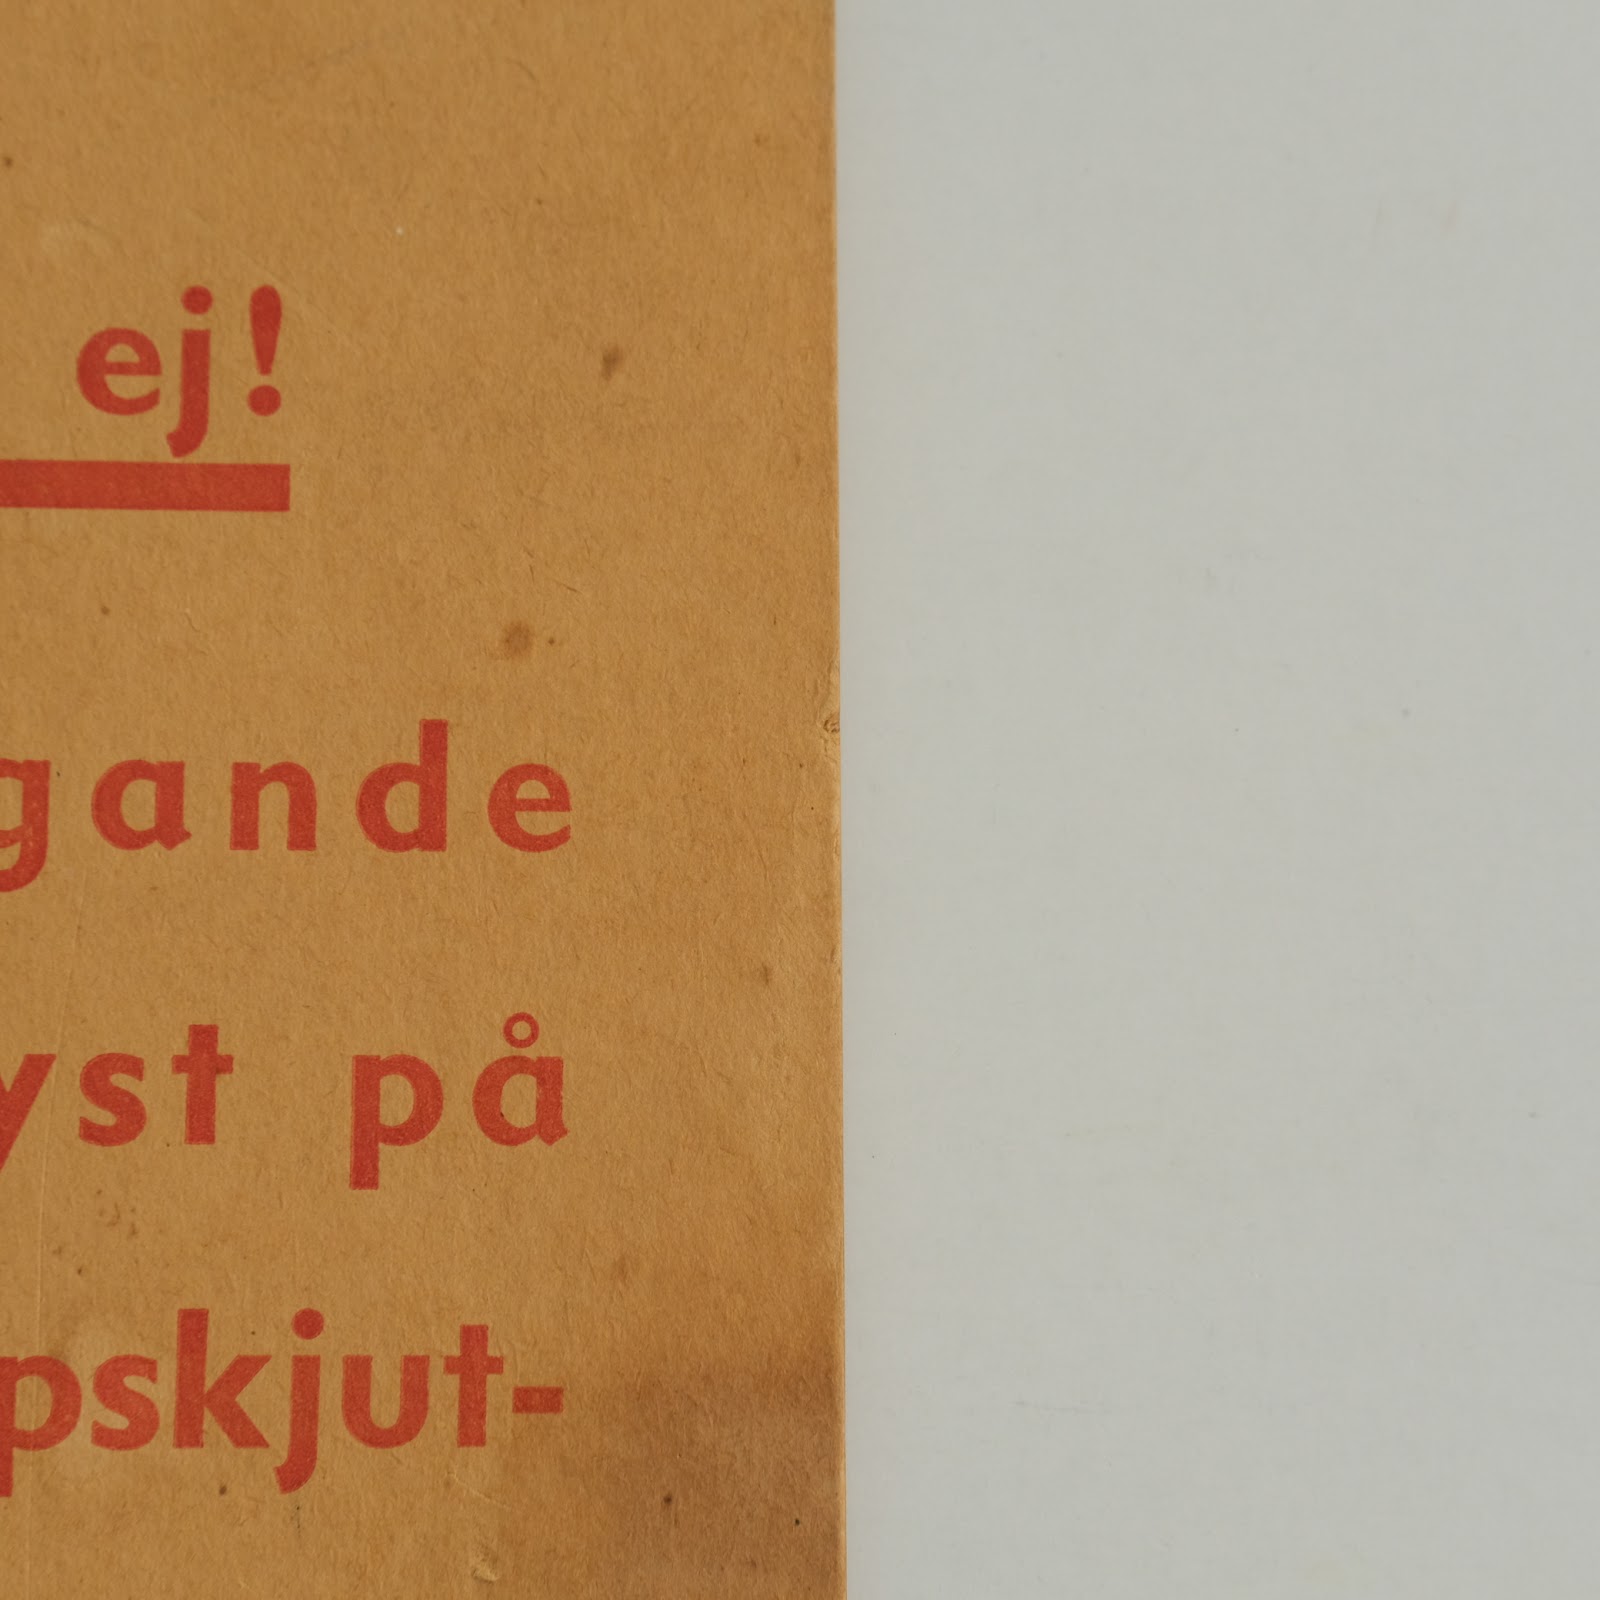 ej!
gande
yst på
pskjut-